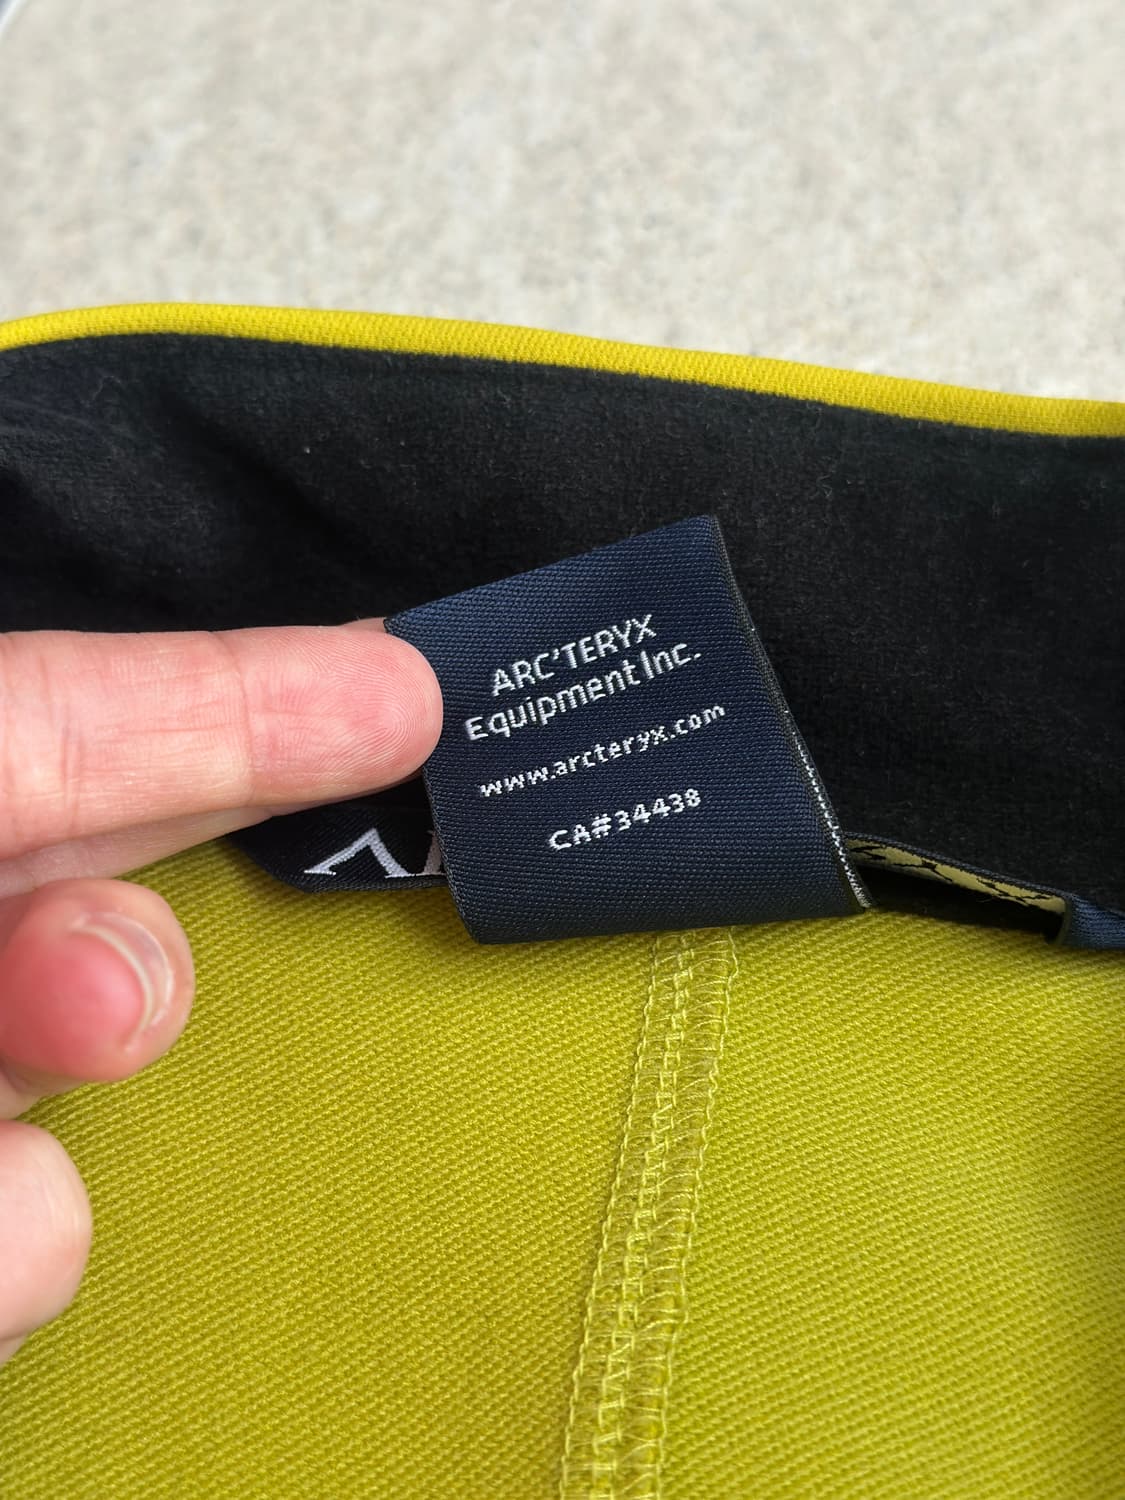 ARC'TERYX
Equipment Inc.
www.arcteryx.com
CA#34438